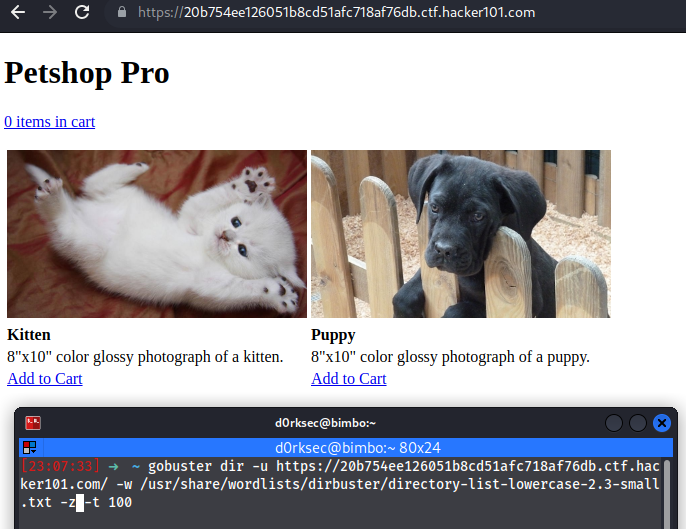 https://20b754ee126051b8cd51afc718af76db.ctf.hacker101.com
Petshop Pro
0 items in cart
Kitten
8"x10" color glossy photograph of a kitten.
Add to Cart
Puppy
8"x10" color glossy photograph of a puppy.
Add to Cart
d0rksec@bimbo:~
d0rksec@bimbo:~ 80x24
[23:07:33] → ~ gobuster dir -u https://20b754ee126051b8cd51afc718af76db.ctf.hac
ker101.com/ -w /usr/share/wordlists/dirbuster/directory-list-lowercase-2.3-small
.txt -z -t 100